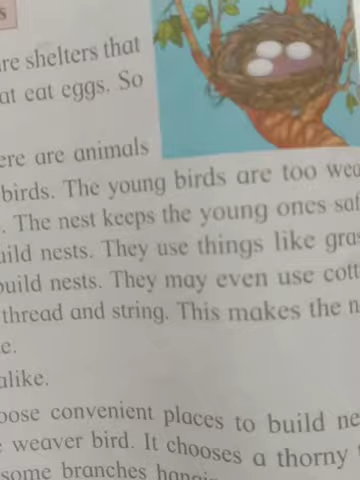 s
re shelters that
at eat eggs. So
ere are animals
birds. The young birds are too wea
. The nest keeps the young ones saf
uild nests. They use things like gras
build nests. They may even use cott
thread and string. This makes the n
e.
alike.
oose convenient places to build ne
e weaver bird. It chooses a thorny
some branches hangi